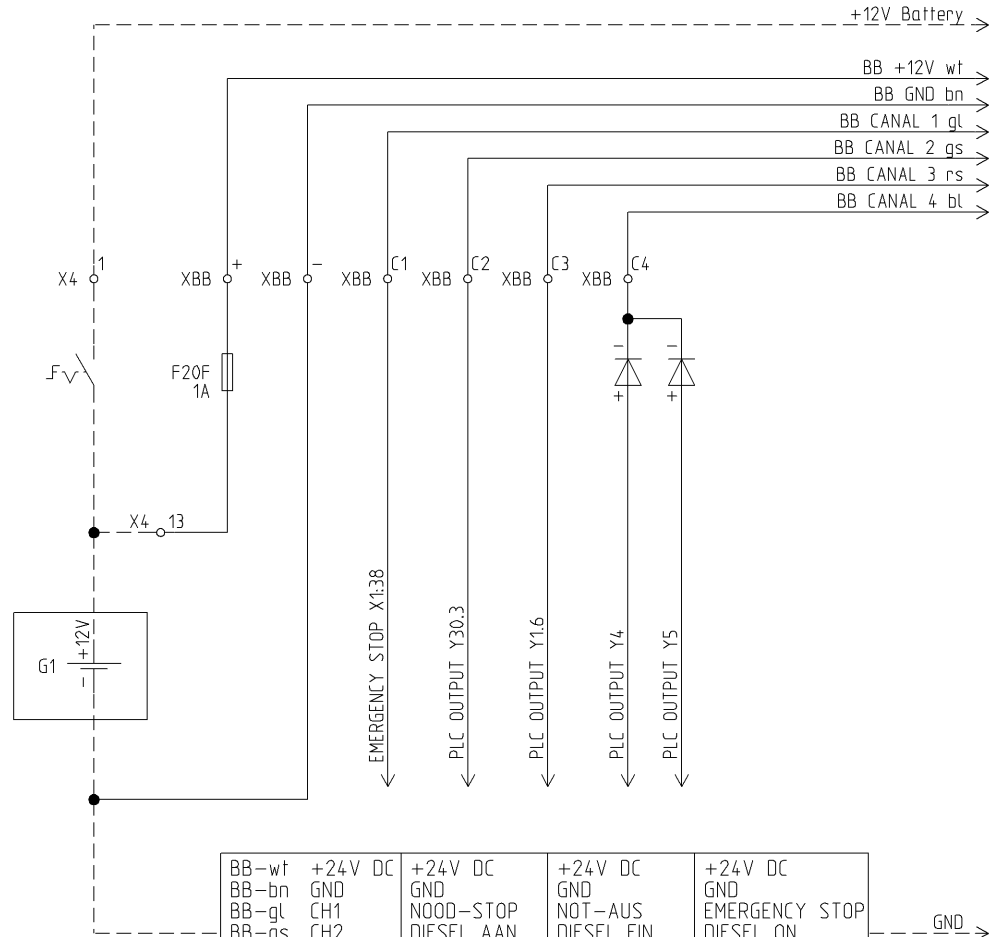 +12V Battery
BB +12V wt
BB GND bn
BB CANAL 1 gl
BB CANAL 2 gs
BB CANAL 3 rs
BB CANAL 4 bl
X4 1
XBB +
XBB -
XBB C1
XBB C2
XBB C3
XBB C4
F20F
1A
- +
- +
X4 13
G1 +12V -
EMERGENCY STOP X1:38
PLC OUTPUT Y30.3
PLC OUTPUT Y1.6
PLC OUTPUT Y4
PLC OUTPUT Y5
BB-wt +24V DC +24V DC +24V DC +24V DC
BB-bn GND GND GND GND
BB-gl CH1 NOOD-STOP NOT-AUS EMERGENCY STOP
BB-gs CH2 DIESEL AAN DIESEL EIN DIESEL ON
GND